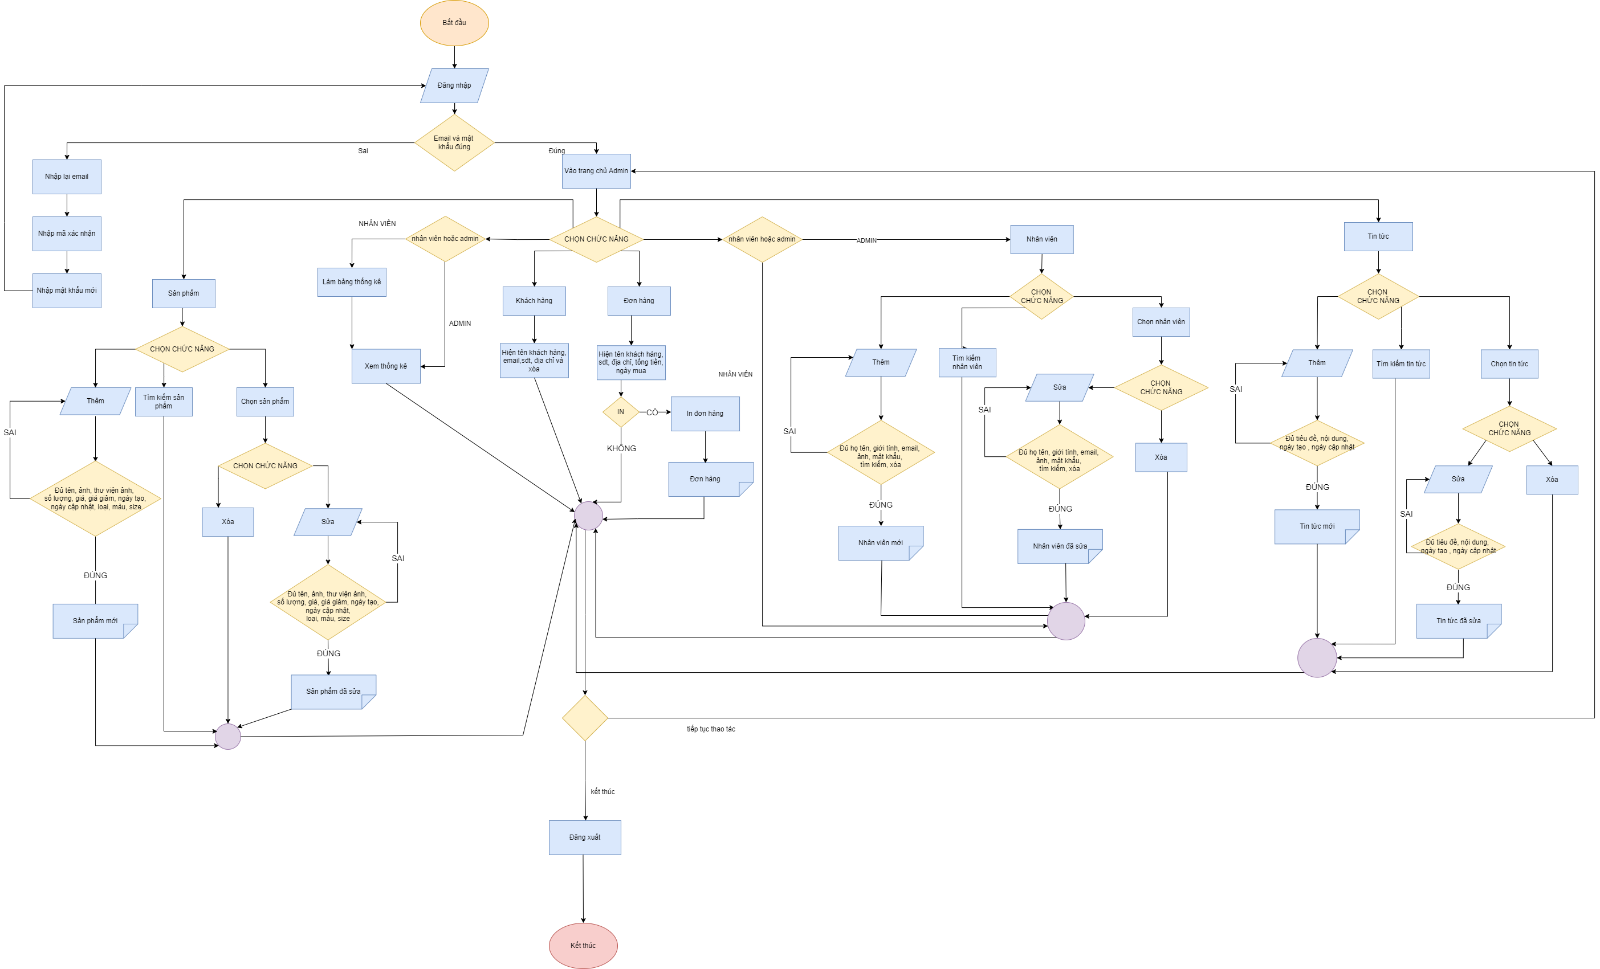 Bắt đầu
Đăng nhập
Email và mật
khẩu đúng
Sai
Đúng
Nhập lại email
Vào trang chủ Admin
Nhập mã xác nhận
Nhập mật khẩu mới
NHÂN VIÊN
nhân viên hoặc admin
CHỌN CHỨC NĂNG
nhân viên hoặc admin
ADMIN
Nhân viên
Tin tức
Sản phẩm
Làm bảng thống kê
Khách hàng
Đơn hàng
CHỌN
CHỨC NĂNG
CHỌN
CHỨC NĂNG
ADMIN
Chọn nhân viên
CHỌN CHỨC NĂNG
Xem thống kê
Hiện tên khách hàng,
email,sdt, địa chỉ và
xóa
Hiện tên khách hàng,
sdt, địa chỉ, tổng tiền,
ngày mua
NHÂN VIÊN
Thêm
Tìm kiếm
nhân viên
Thêm
Tìm kiếm tin tức
Chọn tin tức
Thêm
Tìm kiếm sản
phẩm
Chọn sản phẩm
SAI
IN
CÓ
In đơn hàng
KHÔNG
SAI
Sửa
SAI
CHỌN
CHỨC NĂNG
SAI
CHỌN
CHỨC NĂNG
CHỌN CHỨC NĂNG
Đơn hàng
Đủ họ tên, giới tính, email,
ảnh, mật khẩu,
tìm kiếm, xóa
Đủ họ tên, giới tính, email,
ảnh, mật khẩu,
tìm kiếm, xóa
Xóa
Đủ tiêu đề, nội dung,
ngày tạo , ngày cập nhật
Sửa
Xóa
Đủ tên, ảnh, thư viện ảnh,
số lượng, giá, giá giảm, ngày tạo,
ngày cập nhật, loại, màu, size
Xóa
Sửa
SAI
ĐÚNG
ĐÚNG
ĐÚNG
SAI
Nhân viên mới
Nhân viên đã sửa
Tin tức mới
Đủ tiêu đề, nội dung,
ngày tạo , ngày cập nhật
ĐÚNG
Sản phẩm mới
Đủ tên, ảnh, thư viện ảnh,
số lượng, giá, giá giảm, ngày tạo,
ngày cập nhật,
loại, màu, size
ĐÚNG
Sản phẩm đã sửa
ĐÚNG
Tin tức đã sửa
tiếp tục thao tác
kết thúc
Đăng xuất
Kết thúc